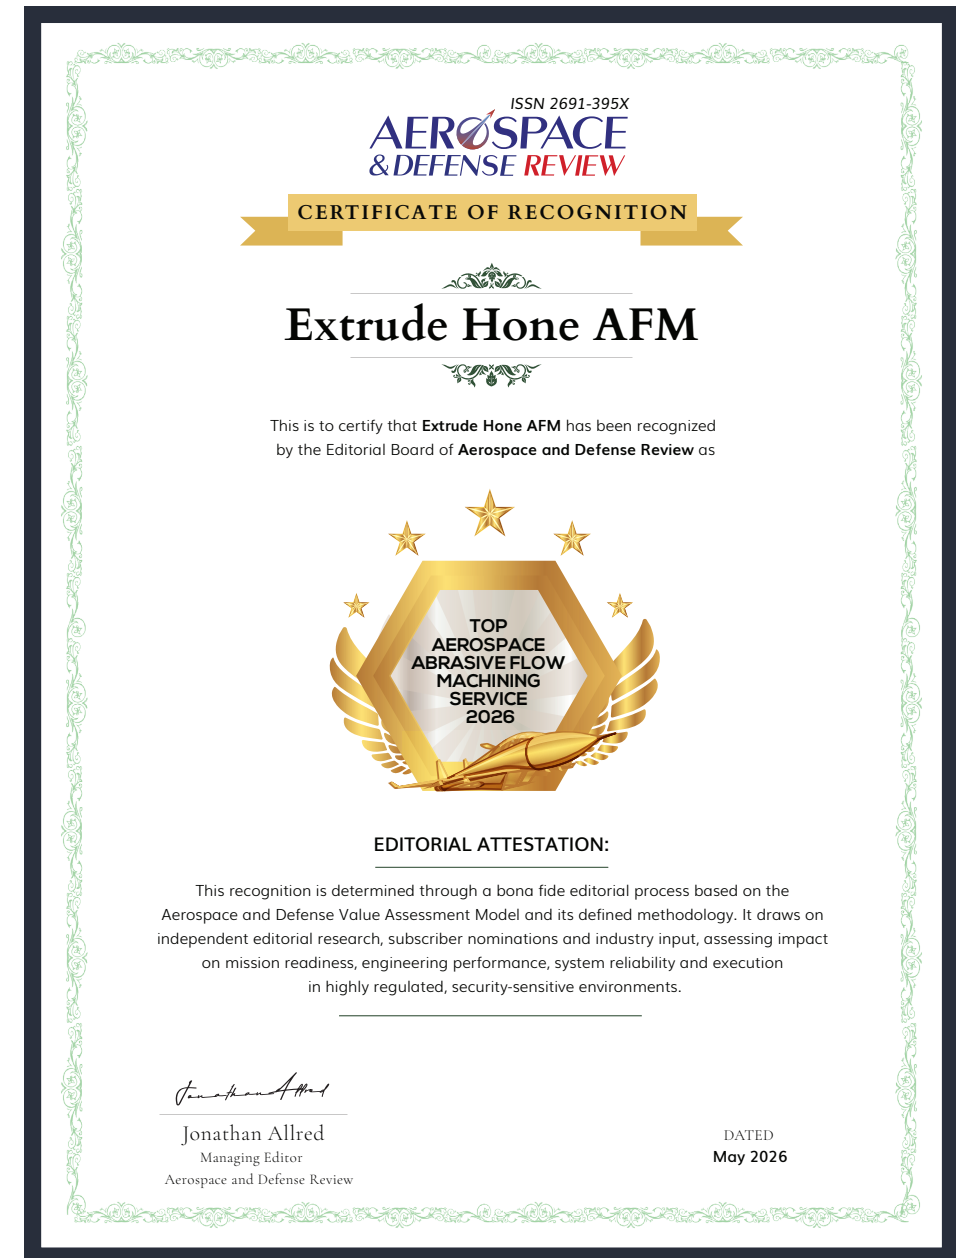 ISSN 2691-395X
AEROSPACE
& DEFENSE REVIEW
CERTIFICATE OF RECOGNITION
Extrude Hone AFM
This is to certify that Extrude Hone AFM has been recognized
by the Editorial Board of Aerospace and Defense Review as
TOP
AEROSPACE
ABRASIVE FLOW
MACHINING
SERVICE
2026
EDITORIAL ATTESTATION:
This recognition is determined through a bona fide editorial process based on the
Aerospace and Defense Value Assessment Model and its defined methodology. It draws on
independent editorial research, subscriber nominations and industry input, assessing impact
on mission readiness, engineering performance, system reliability and execution
in highly regulated, security-sensitive environments.
Jonathan Allred
Jonathan Allred
Managing Editor
Aerospace and Defense Review
DATED
May 2026